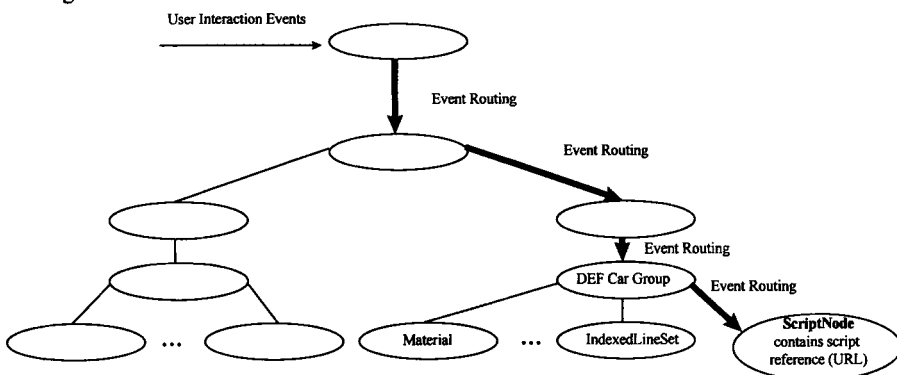 User Interaction Events
Event Routing
Event Routing
Event Routing
DEF Car Group
Event Routing
Material
...
IndexedLineSet
...
ScriptNode
contains script
reference (URL)